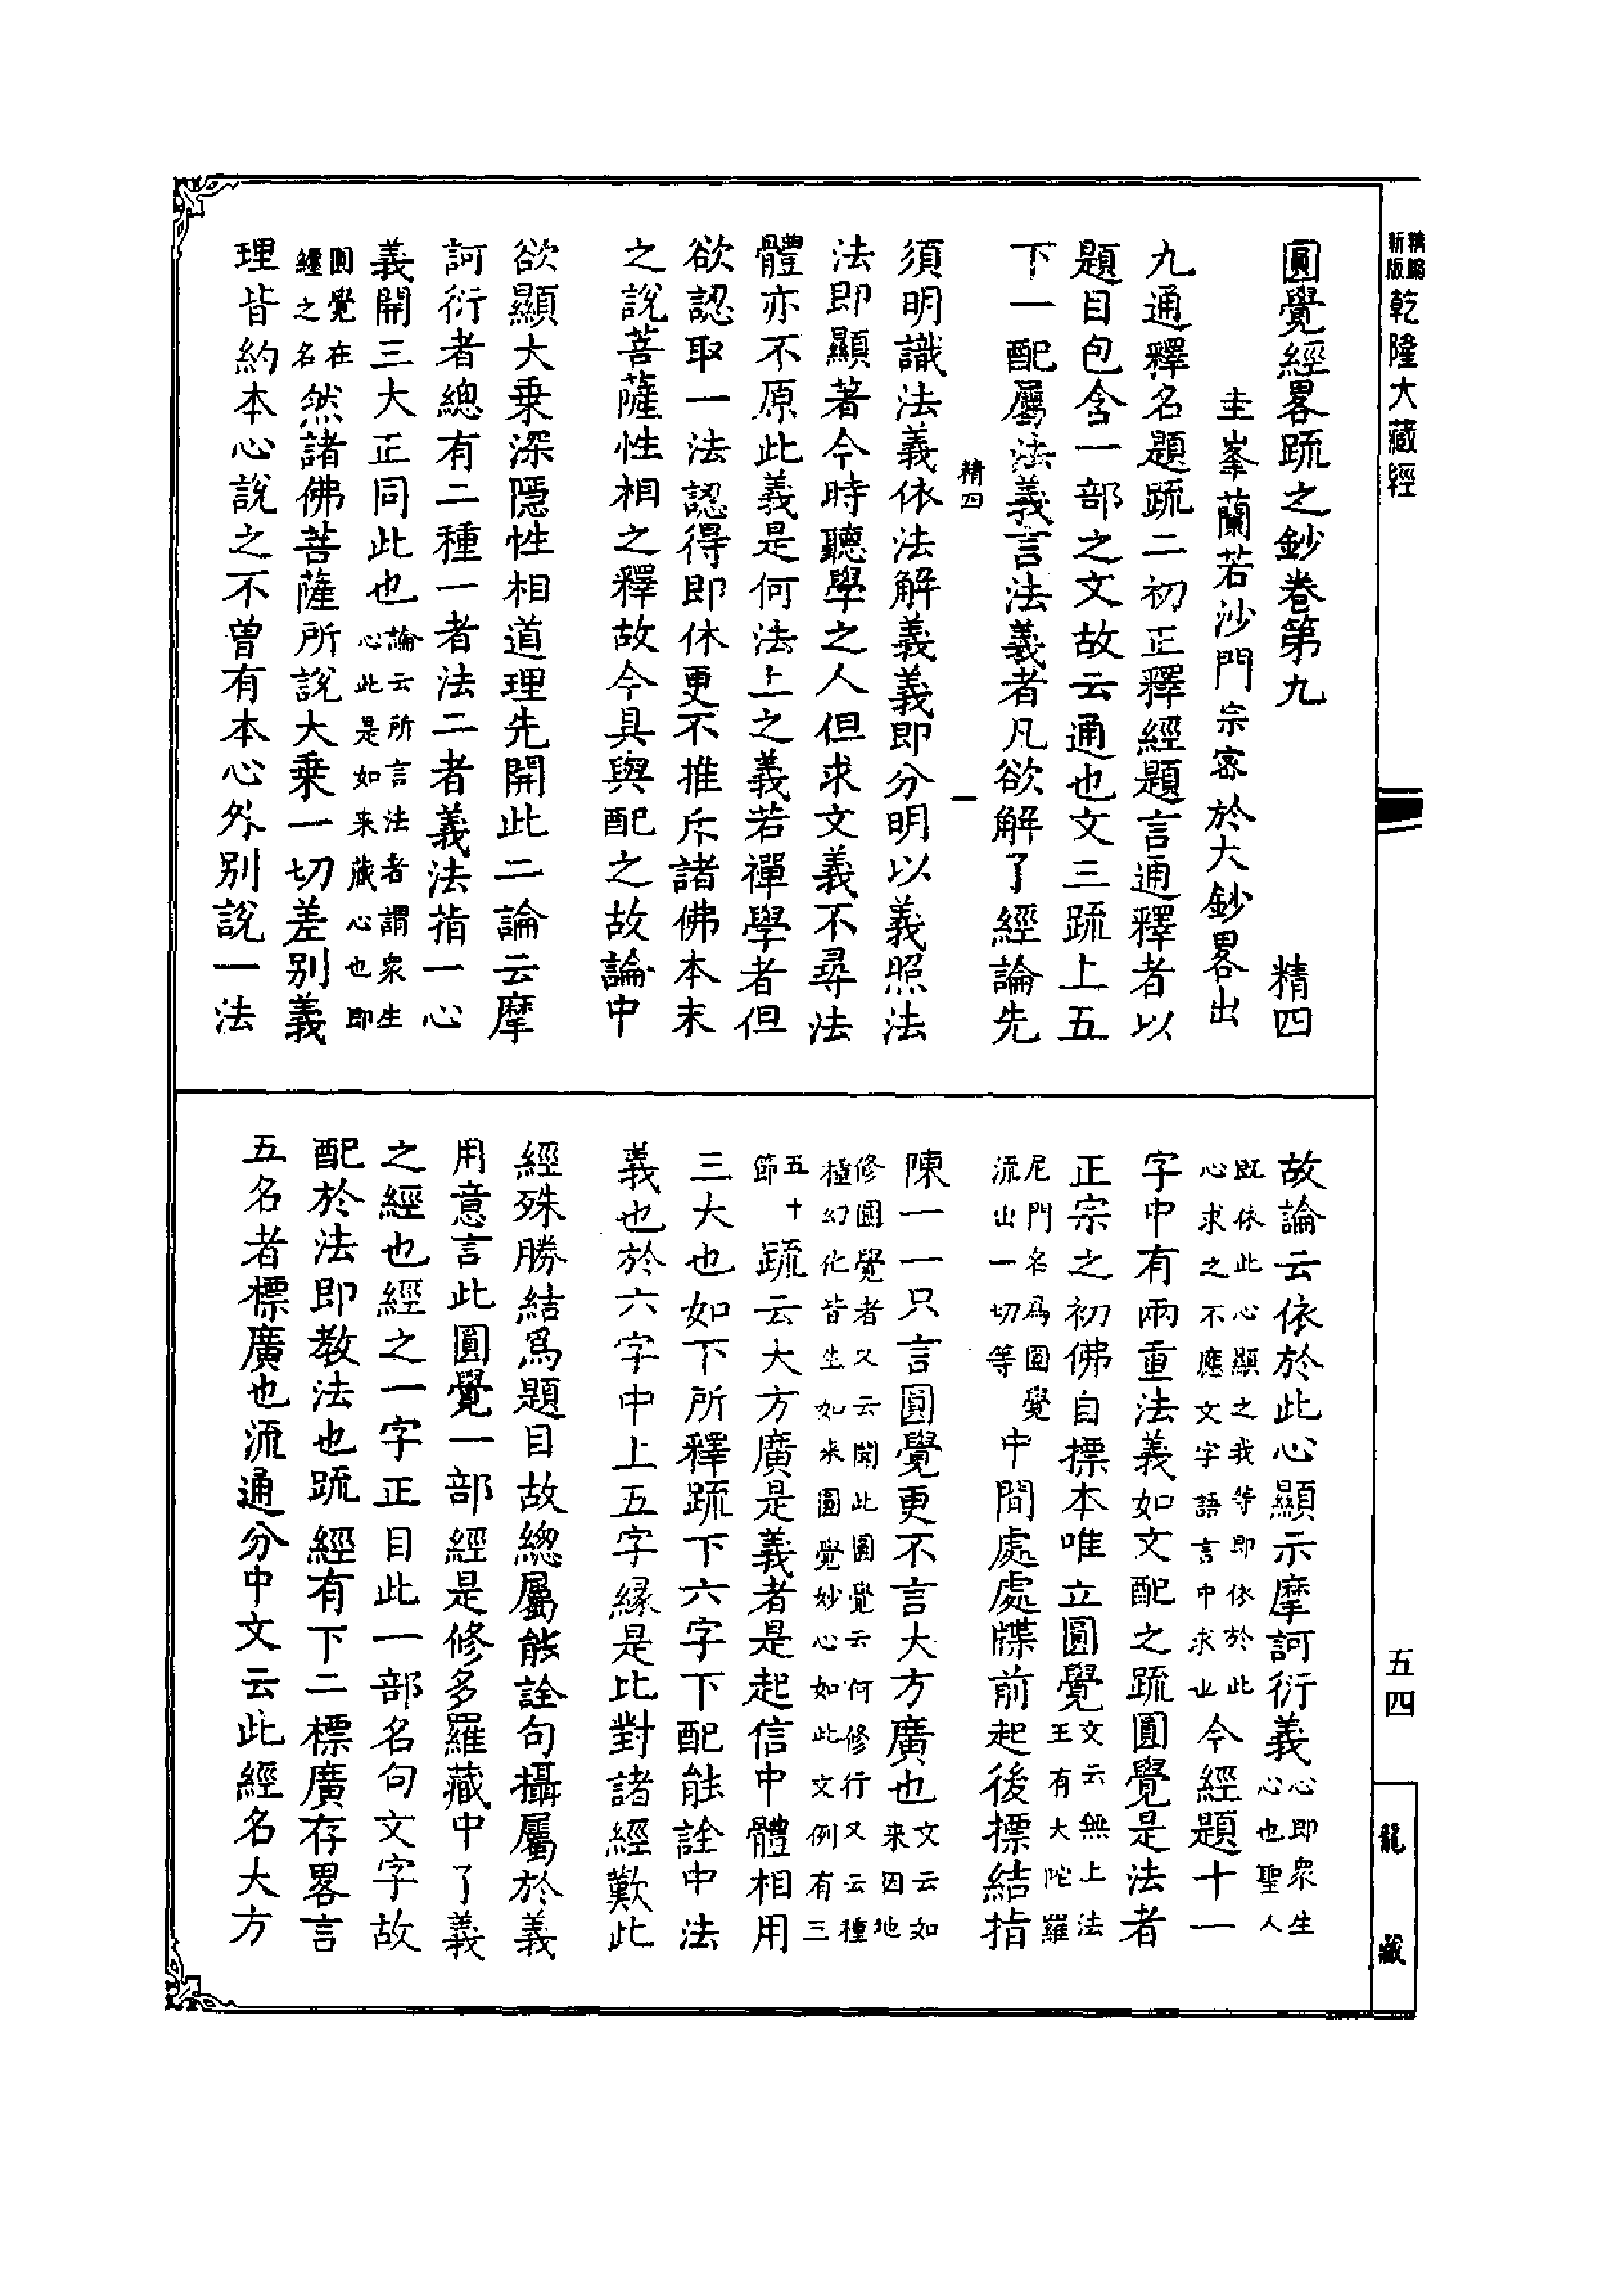 精編
新版
乾隆大藏經
五四
龍藏
圓覺經畧疏之鈔卷第九 精四
圭峯蘭若沙門宗密於大鈔畧出
九通釋名題疏二初正釋經題言通釋者以
題目包含一部之文故云通也文三疏上五
下一配屬法義言法義者凡欲解了經論先
精四 一
須明識法義依法解義義即分明以義照法
法即顯著今時聽學之人但求文義不尋法
體亦不原此義是何法上之義若禪學者但
欲認取一法認得即休更不推斥諸佛本末
之說菩薩性相之釋故今具與配之故論中
欲顯大乗深隱性相道理先開此二論云摩
訶衍者總有二種一者法二者義法指一心
義開三大正同此也論云所言法者謂衆生
心此是如来藏心也即
圓覺在
經之名然諸佛菩薩所說大乗一切差別義
理皆約本心說之不曾有本心外別說一法
故論云依於此心顯示摩訶衍義心即衆生
心也聖人
既依此心顯之我等即依於此
心求之不應文字語言中求也今經題十一
字中有兩重法義如文配之疏圓覺是法者
正宗之初佛自標本唯立圓覺文云無上法
王有大陀羅
尼門名爲圓覺
流出一切等中間處處牒前起後標結指
陳一一只言圓覺更不言大方廣也文云如
来因地
修圓覺者又云聞此圓覺云何修行又云種
種幻化皆生如来圓覺妙心如此文例有三
五十
節疏云大方廣是義者是起信中體相用
三大也如下所釋疏下六字下配能詮中法
義也於六字中上五字緣是比對諸經歎此
經殊勝結爲題目故總屬能詮句攝屬於義
用意言此圓覺一部經是修多羅藏中了義
之經也經之一字正目此一部名句文字故
配於法即教法也疏經有下二標廣存畧言
五名者標廣也流通分中文云此經名大方